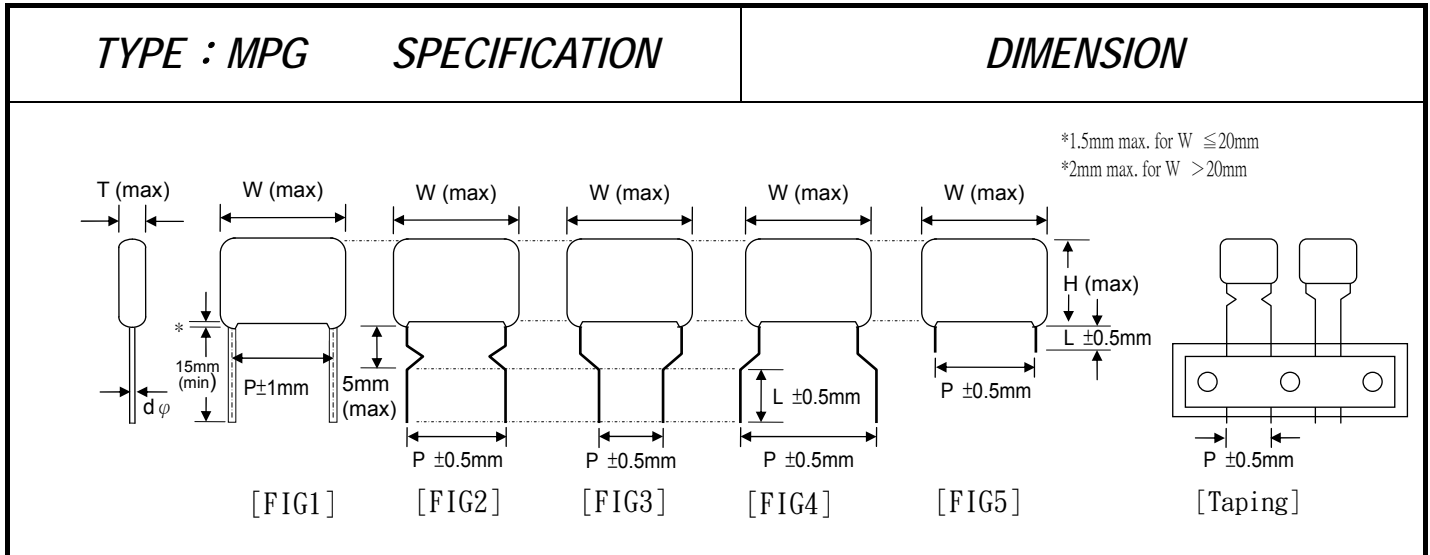 TYPE：MPG SPECIFICATION DIMENSION
*1.5mm max. for W ≦20mm
*2mm max. for W ＞20mm
T (max) W (max) W (max) W (max) W (max) W (max)
H (max)
*
L ±0.5mm
15mm
(min)
P±1mm
5mm
(max)
L ±0.5mm
P ±0.5mm
dφ
P ±0.5mm P ±0.5mm P ±0.5mm P ±0.5mm
[FIG1] [FIG2] [FIG3] [FIG4] [FIG5] [Taping]